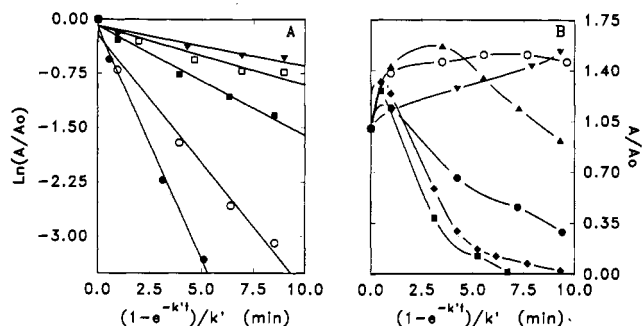 A
B
Ln(A/Ao)
0.00
-0.75
-1.50
-2.25
-3.00
0.0 2.5 5.0 7.5 10.0
(1-e^-k't)/k' (min)
0.0 2.5 5.0 7.5 10.0
(1-e^-k't)/k' (min).
1.75
1.40
1.05
0.70
0.35
0.00
A/Ao